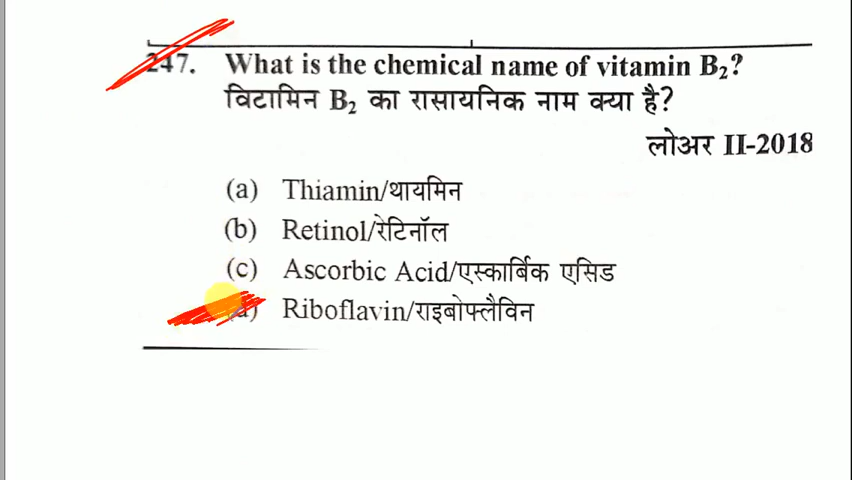 247. What is the chemical name of vitamin B₂?
विटामिन B₂ का रासायनिक नाम क्या है?
लोअर II-2018
(a) Thiamin/थायमिन
(b) Retinol/रेटिनॉल
(c) Ascorbic Acid/एस्कार्बिक एसिड
(d) Riboflavin/राइबोफ्लैविन